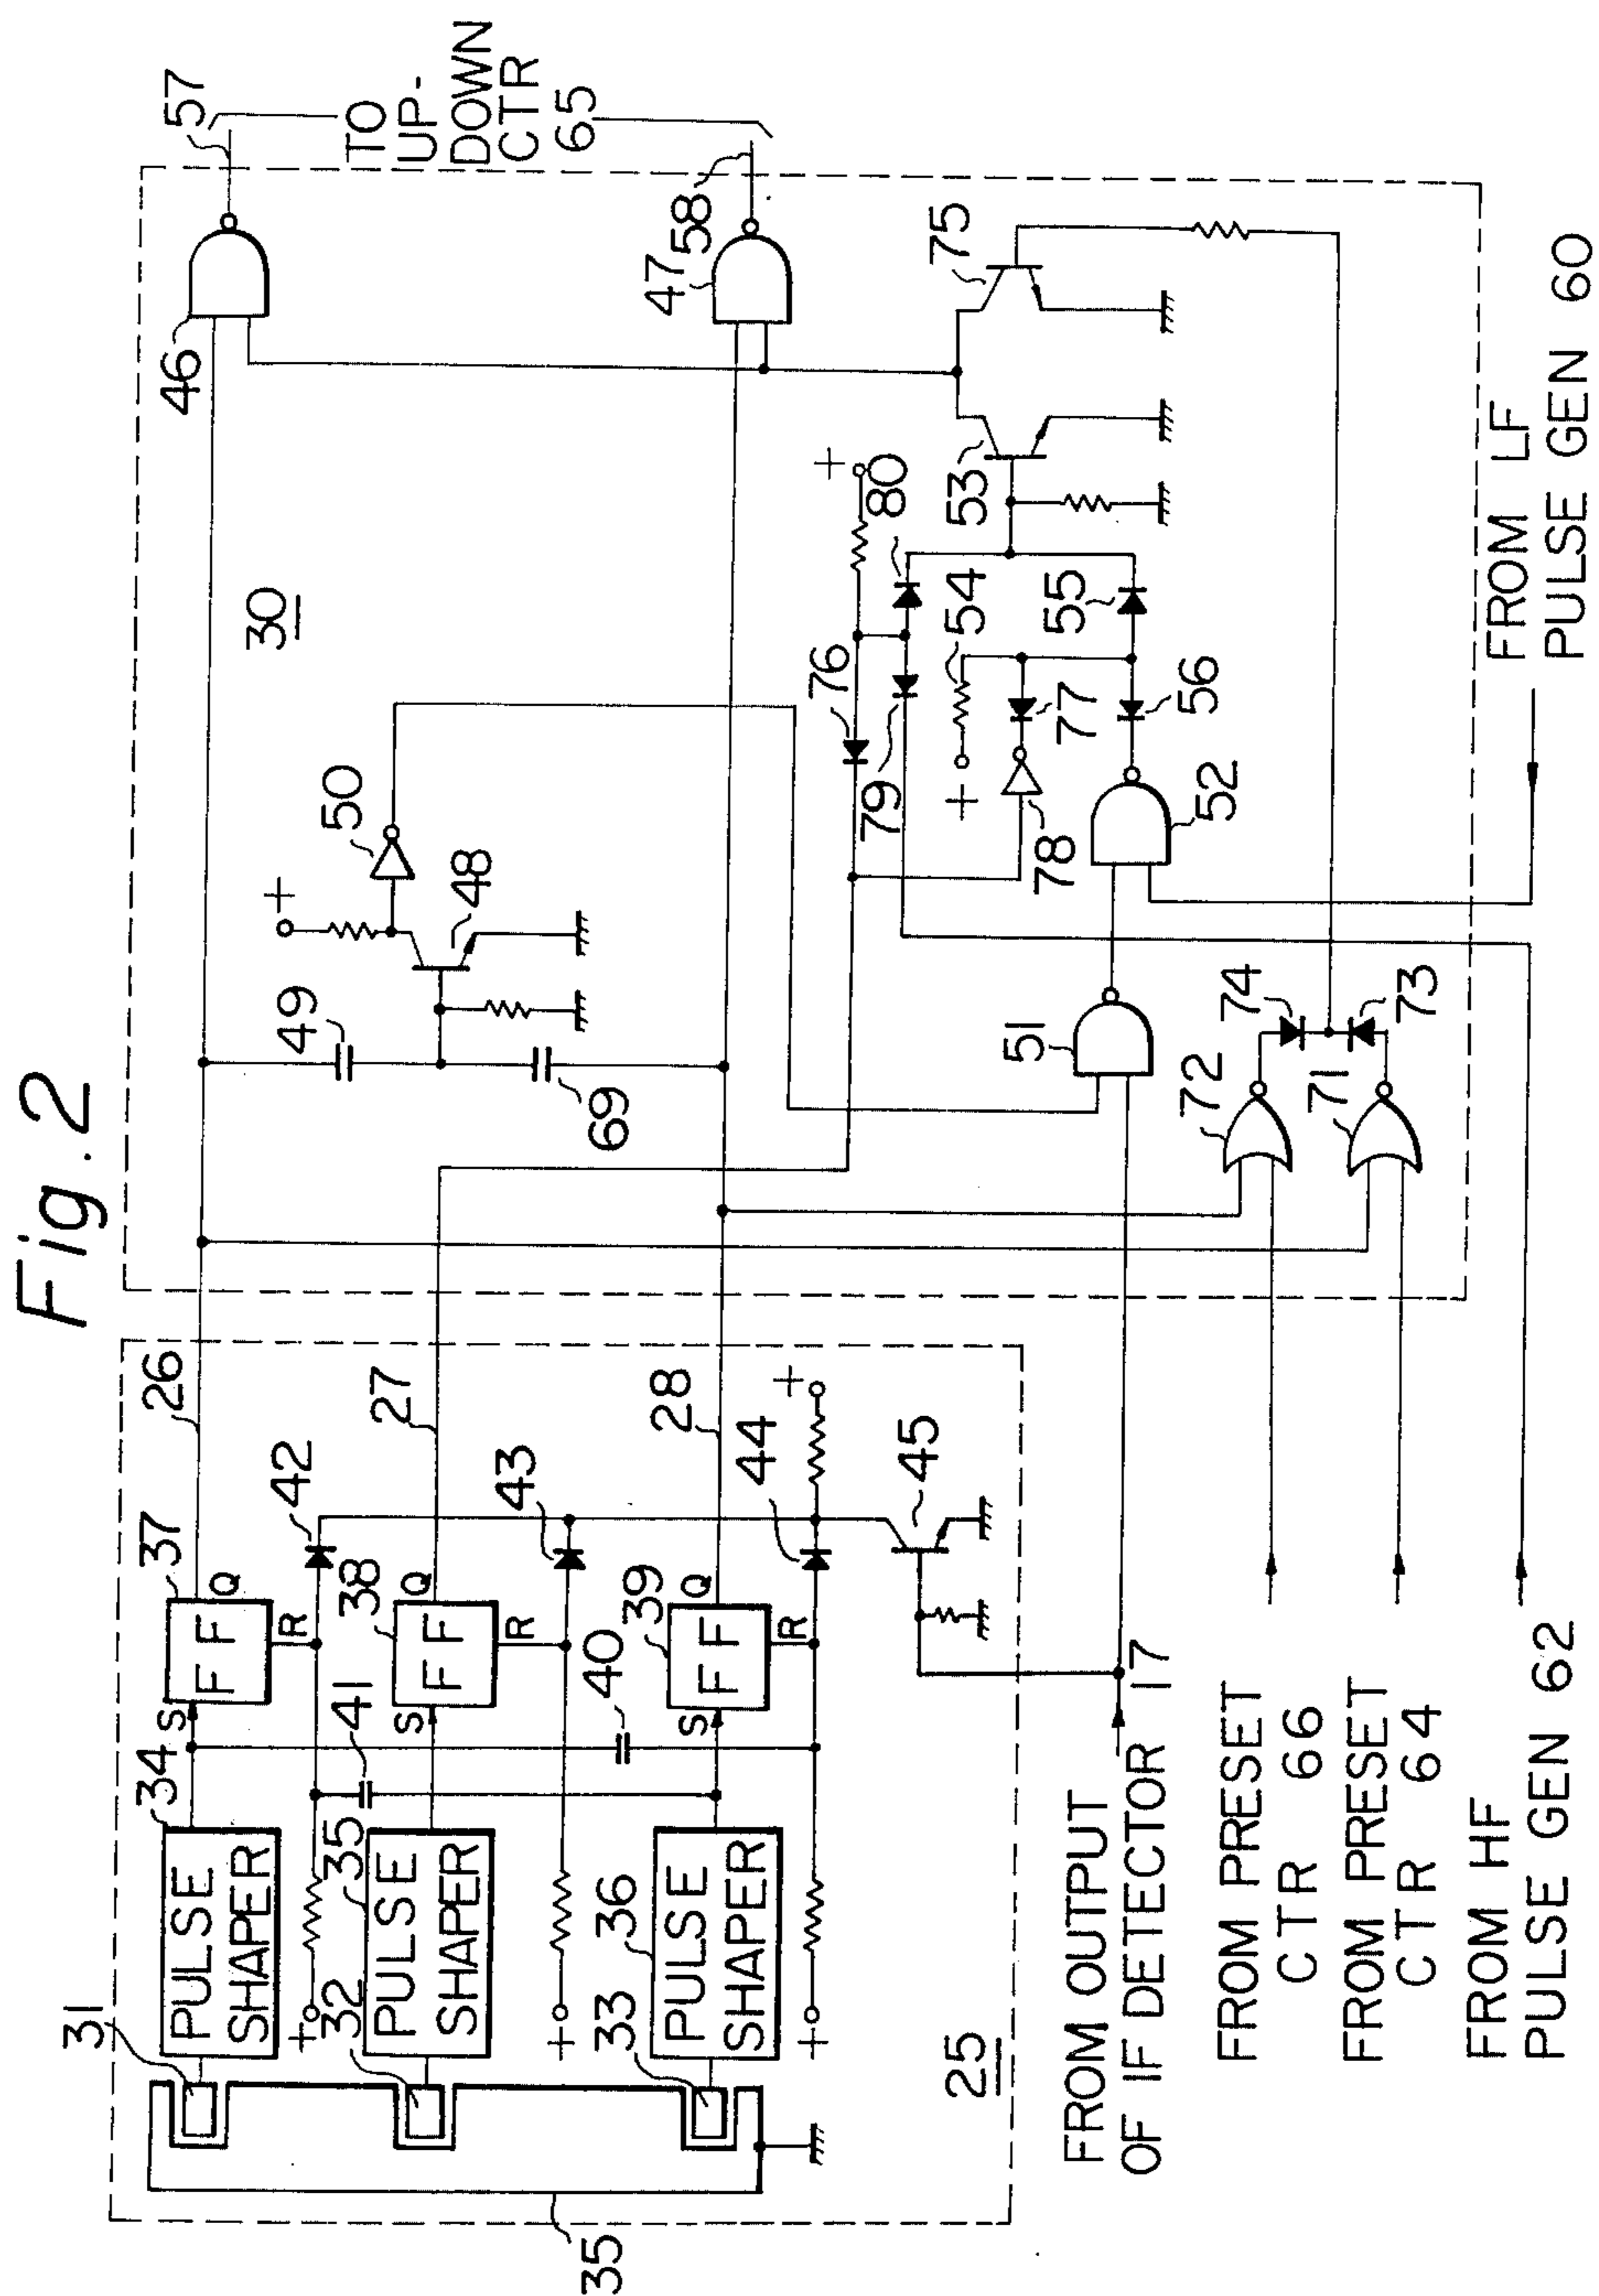 Fig. 2
31
34
PULSE
SHAPER
S
37
F F
Q
R
26
42
+
35
32
PULSE
SHAPER
41
S
38
F F
Q
R
27
43
+
36
33
PULSE
SHAPER
40
S
39
F F
Q
R
28
44
+
+
45
35
25
30
46
57
TO
UP-
DOWN
CTR
65
47
58
49
69
+
48
50
76
79
+
80
54
+
77
78
55
56
53
75
51
52
72
74
71
73
FROM OUTPUT
OF IF DETECTOR 17
FROM PRESET
CTR 66
FROM PRESET
CTR 64
FROM HF
PULSE GEN 62
FROM LF
PULSE GEN 60